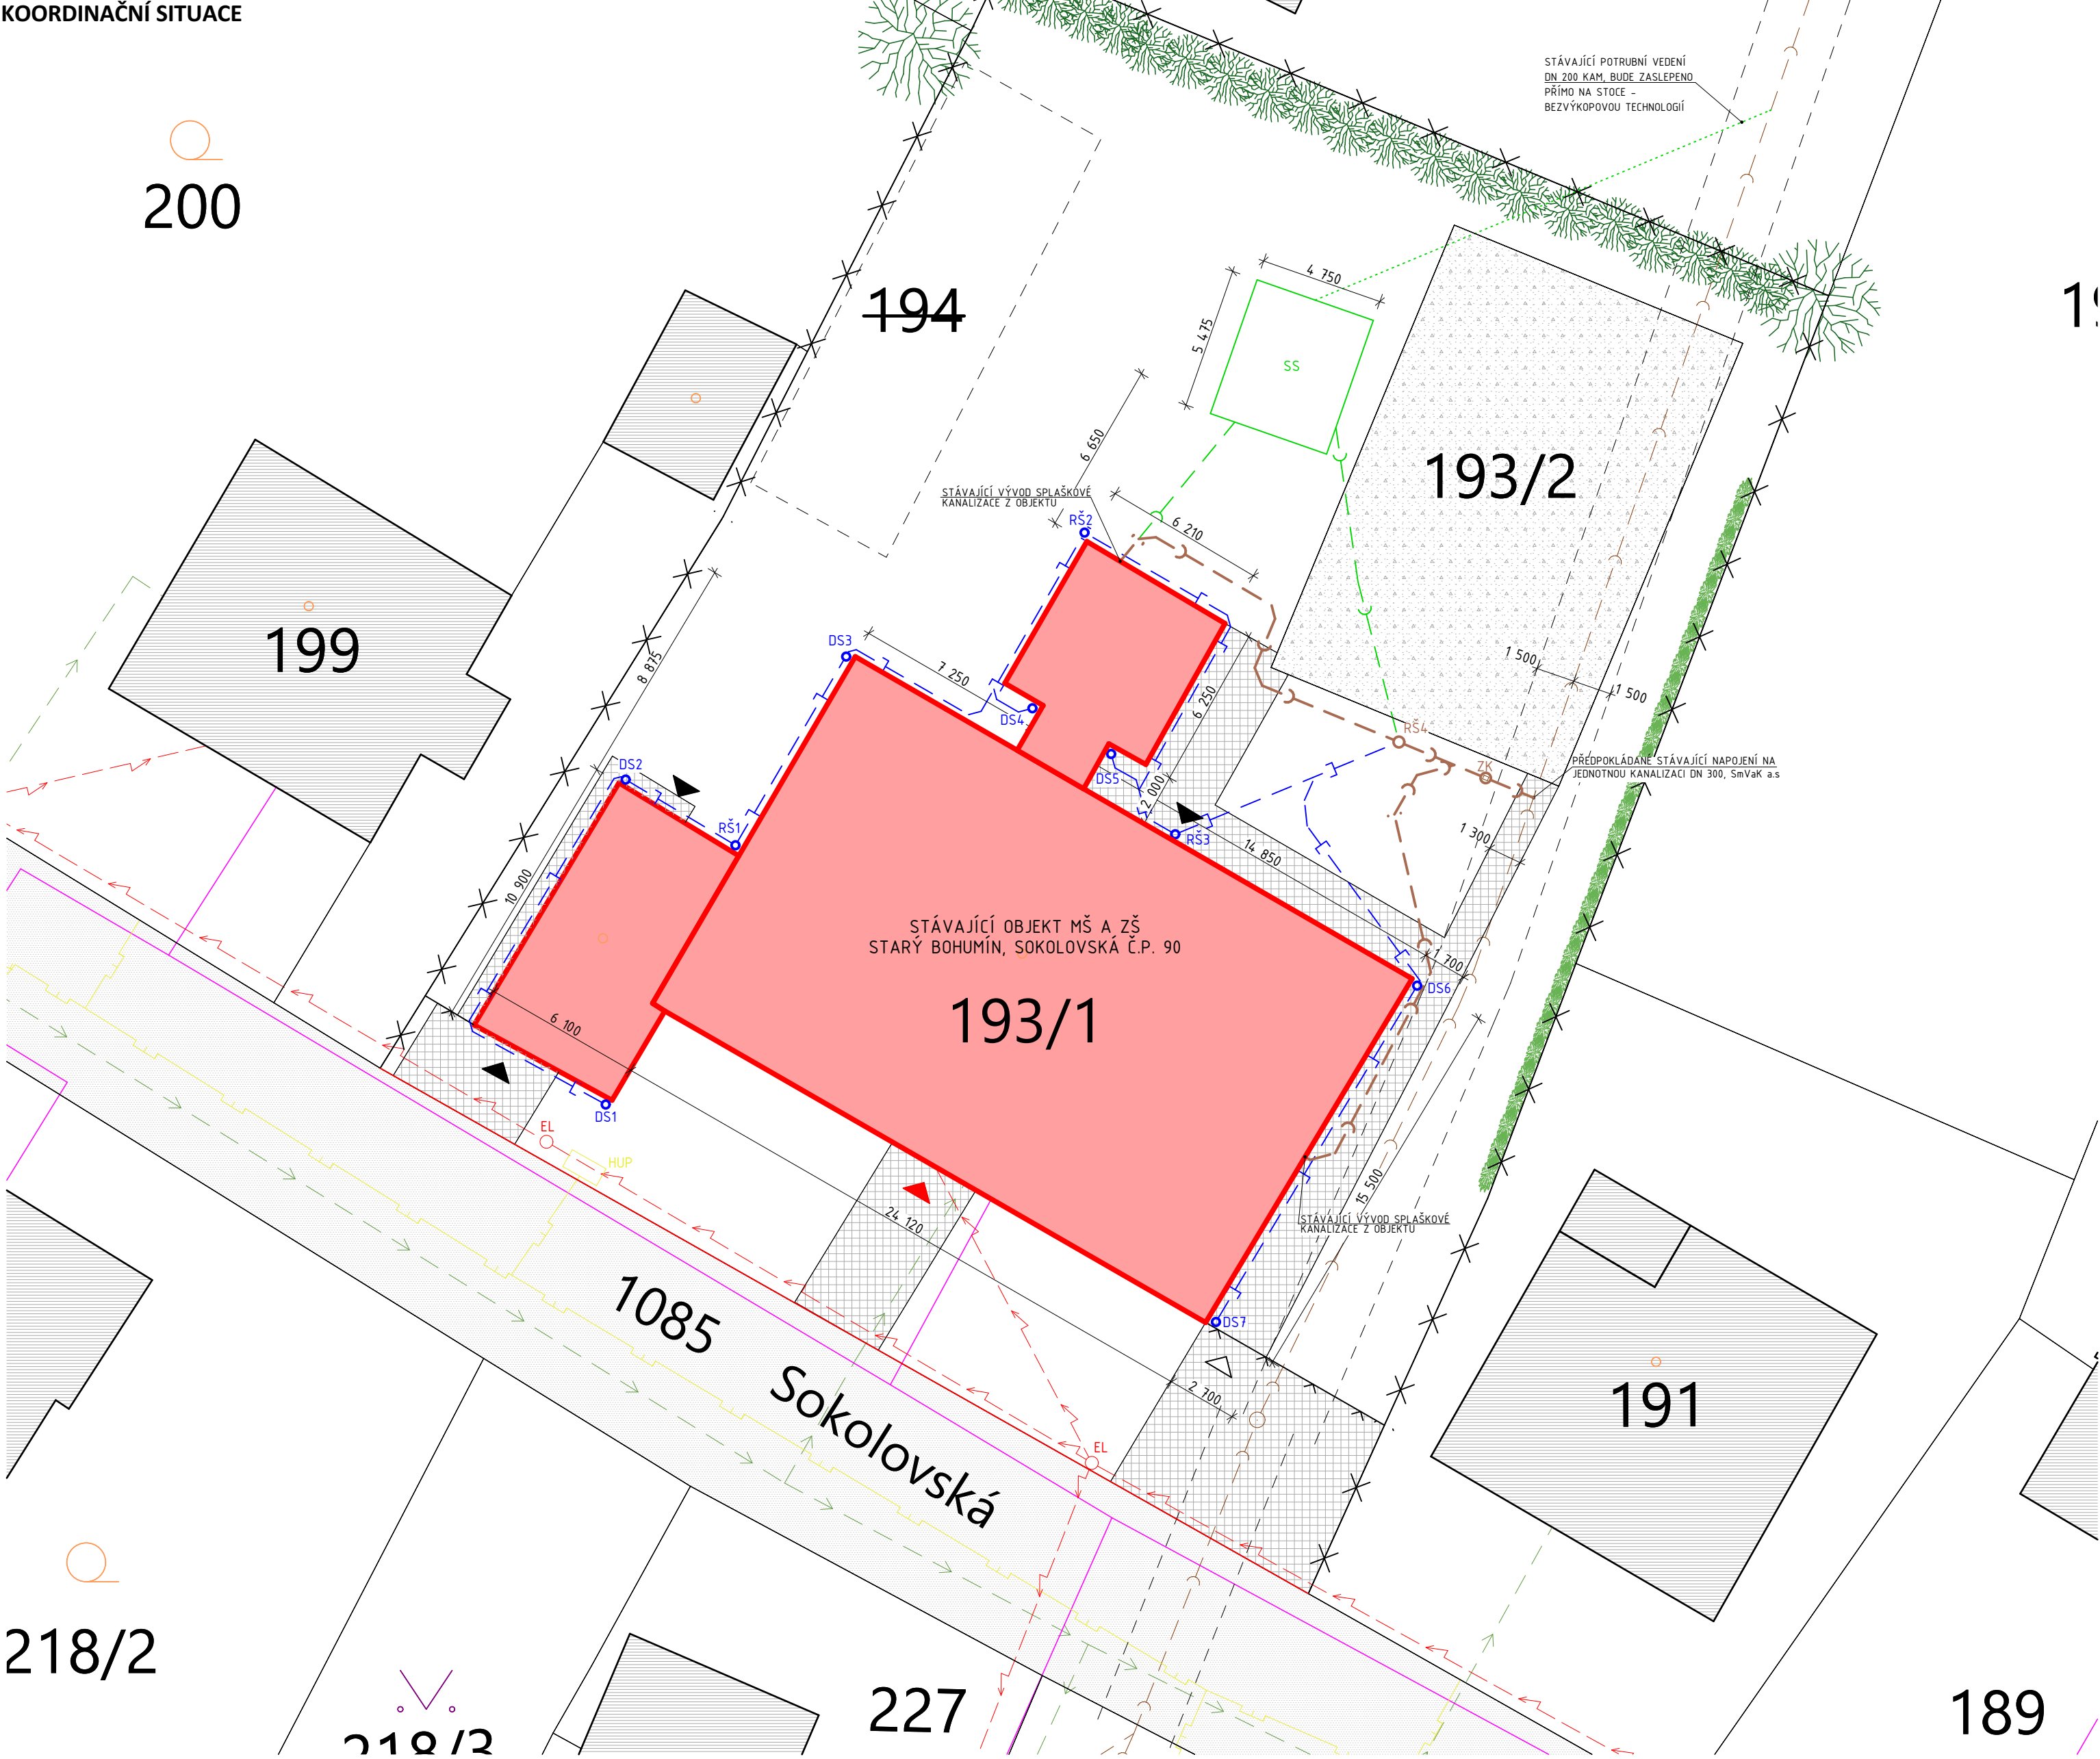 KOORDINAČNÍ SITUACE
STÁVAJÍCÍ POTRUBNÍ VEDENÍ
DN 200 KAM, BUDE ZASLEPENO
PŘÍMO NA STOCE -
BEZVÝKOPOVOU TECHNOLOGIÍ
200
194
4 750
5 475
SS
6 650
193/2
STÁVAJÍCÍ VÝVOD SPLAŠKOVÉ
KANALIZACE Z OBJEKTU
RŠ2
6 210
199
8 875
DS3
7 250
DS4
6 250
1 500
1 500
RŠ4
ZK
PŘEDPOKLÁDANÉ STÁVAJÍCÍ NAPOJENÍ NA
JEDNOTNOU KANALIZACI DN 300, SmVaK a.s
DS2
DS5
2 000
RŠ1
RŠ3
14 850
1 300
10 900
STÁVAJÍCÍ OBJEKT MŠ A ZŠ
STARÝ BOHUMÍN, SOKOLOVSKÁ Č.P. 90
193/1
1 700
DS6
6 100
DS1
EL
HUP
15 500
24 120
STÁVAJÍCÍ VÝVOD SPLAŠKOVÉ
KANALIZACE Z OBJEKTU
DS7
1085
Sokolovská
2 700
191
EL
218/2
218/3
227
189